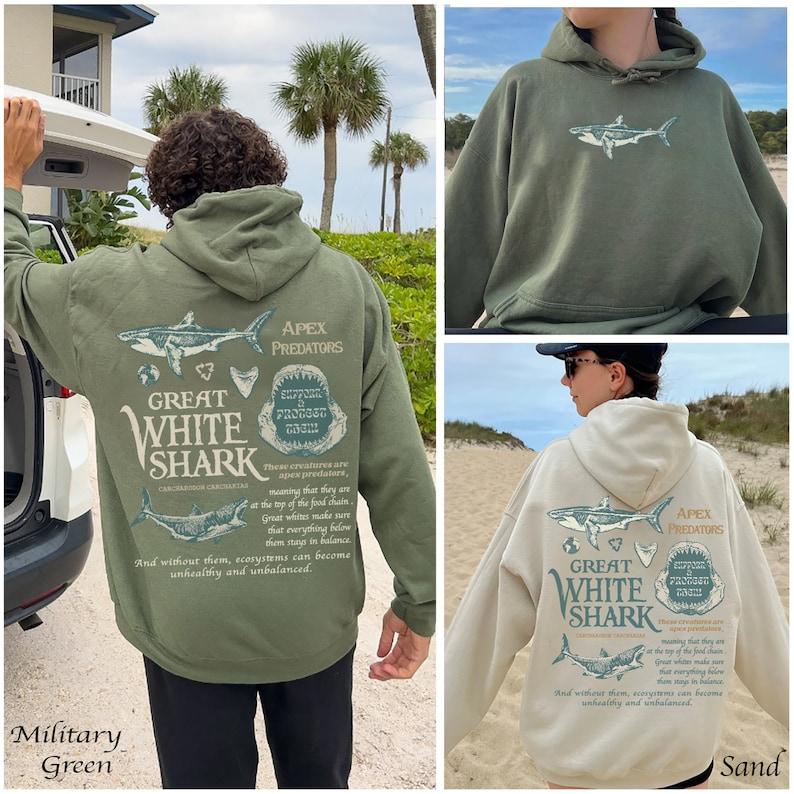 APEX
PREDATORS
GREAT
WHITE
SHARK
CARCHARODON CARCHARIAS
SUPPORT
&
PROTECT
THEM!
These creatures are
apex predators,
meaning that they are
at the top of the food chain.
Great whites make sure
that everything below
them stays in balance.
And without them, ecosystems can become
unhealthy and unbalanced.
Military
Green
APEX
PREDATORS
GREAT
WHITE
SHARK
CARCHARODON CARCHARIAS
SUPPORT
&
PROTECT
THEM!
These creatures are
apex predators,
meaning that they are
at the top of the food chain.
Great whites make sure
that everything below
them stays in balance.
And without them, ecosystems can become
unhealthy and unbalanced.
Sand